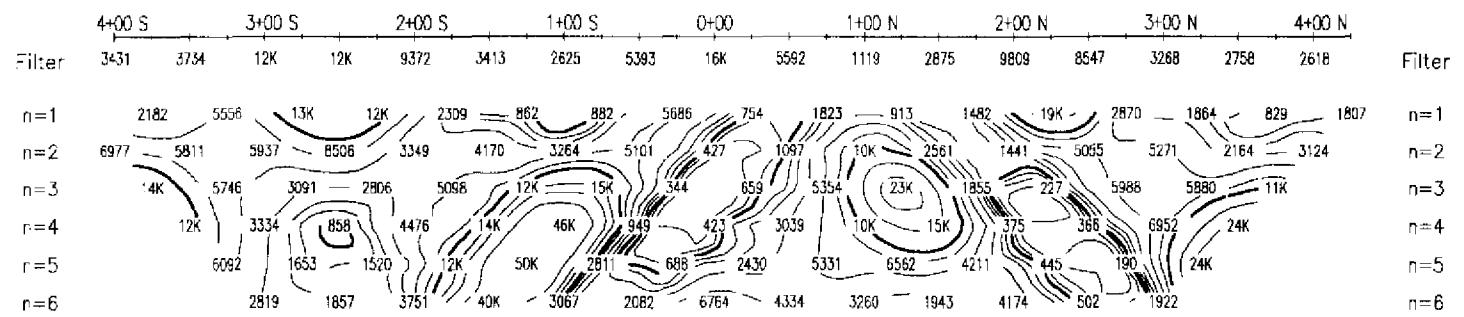 4+00 S 3+00 S 2+00 S 1+00 S 0+00 1+00 N 2+00 N 3+00 N 4+00 N
Filter 3431 3734 12K 12K 9372 3413 2625 5393 16K 5592 1119 2875 9809 8547 3268 2758 2618 Filter
n=1 2182 5556 13K 12K 2309 862 882 5686 754 1823 913 1482 19K 2870 1864 829 1807 n=1
n=2 6977 5811 5937 8506 3349 4170 3264 5101 427 1097 10K 2561 1441 5055 5271 2164 3124 n=2
n=3 14K 5746 3091 2806 5098 12K 15K 344 659 5354 23K 1855 227 5988 5880 11K n=3
n=4 12K 3334 858 4476 14K 46K 949 423 3039 10K 15K 375 366 6952 24K n=4
n=5 6092 1653 1520 12K 50K 2811 688 2430 5331 6562 4211 445 190 24K n=5
n=6 2819 1857 3751 40K 3067 2082 6764 4334 3260 1943 4174 502 1922 n=6